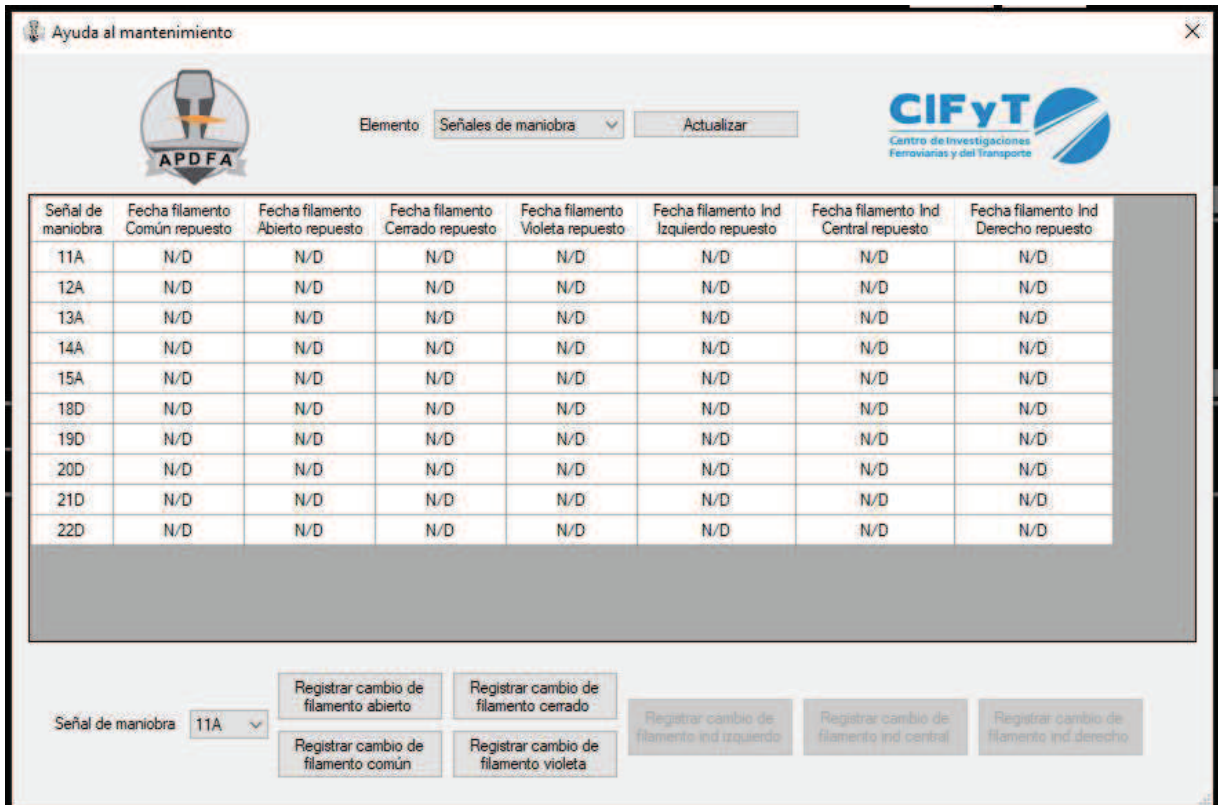 Ayuda al mantenimiento
APDFA
Elemento Señales de maniobra Actualizar
CIFyT
Centro de Investigaciones
Ferroviarias y del Transporte
Señal de maniobra Fecha filamento Común repuesto Fecha filamento Abierto repuesto Fecha filamento Cerrado repuesto Fecha filamento Violeta repuesto Fecha filamento Ind Izquierdo repuesto Fecha filamento Ind Central repuesto Fecha filamento Ind Derecho repuesto
11A N/D N/D N/D N/D N/D N/D N/D
12A N/D N/D N/D N/D N/D N/D N/D
13A N/D N/D N/D N/D N/D N/D N/D
14A N/D N/D N/D N/D N/D N/D N/D
15A N/D N/D N/D N/D N/D N/D N/D
18D N/D N/D N/D N/D N/D N/D N/D
19D N/D N/D N/D N/D N/D N/D N/D
20D N/D N/D N/D N/D N/D N/D N/D
21D N/D N/D N/D N/D N/D N/D N/D
22D N/D N/D N/D N/D N/D N/D N/D
Señal de maniobra 11A
Registrar cambio de
filamento abierto
Registrar cambio de
filamento cerrado
Registrar cambio de
filamento común
Registrar cambio de
filamento violeta
Registrar cambio de
filamento ind izquierdo
Registrar cambio de
filamento ind central
Registrar cambio de
filamento ind derecho